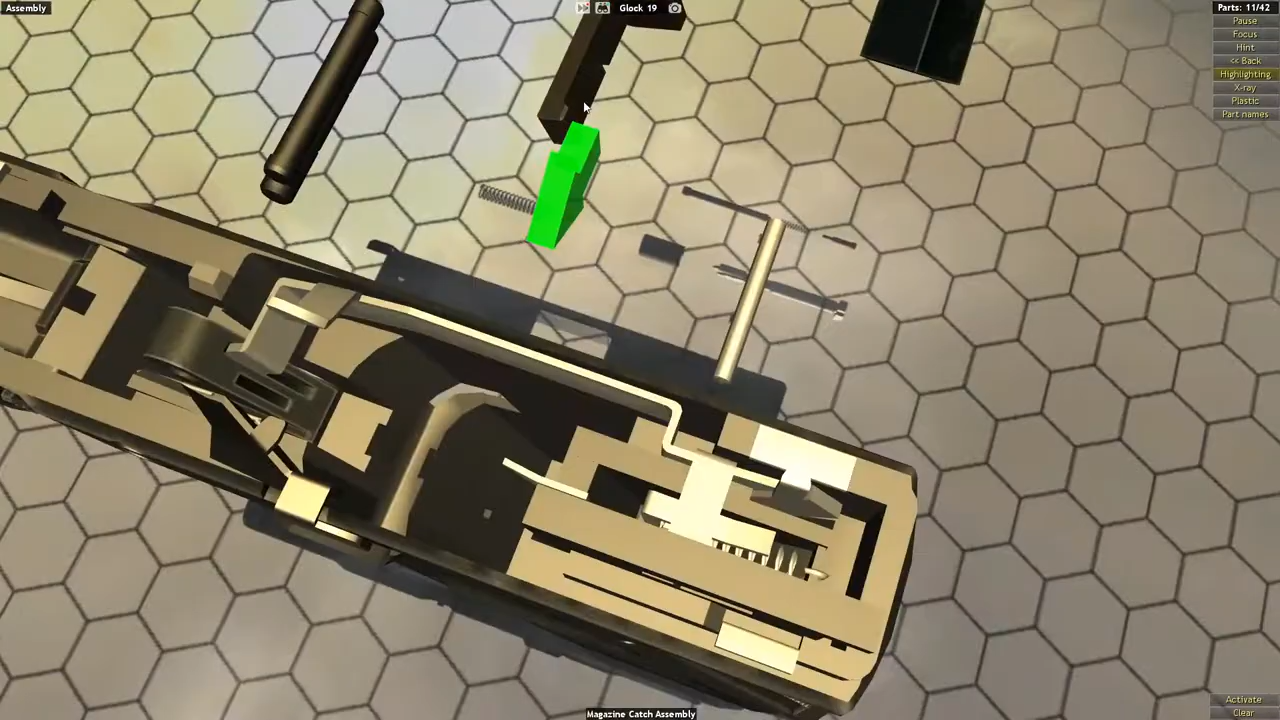 Assembly
Glock 19
Parts: 11/42
Pause
Focus
Hint
<< Back
Highlighting
X-ray
Plastic
Part names
Activate
Clear
Magazine Catch Assembly